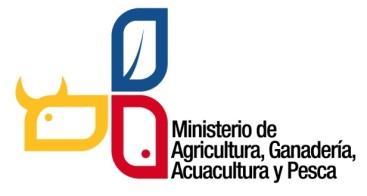 Ministerio de
Agricultura, Ganadería,
Acuacultura y Pesca